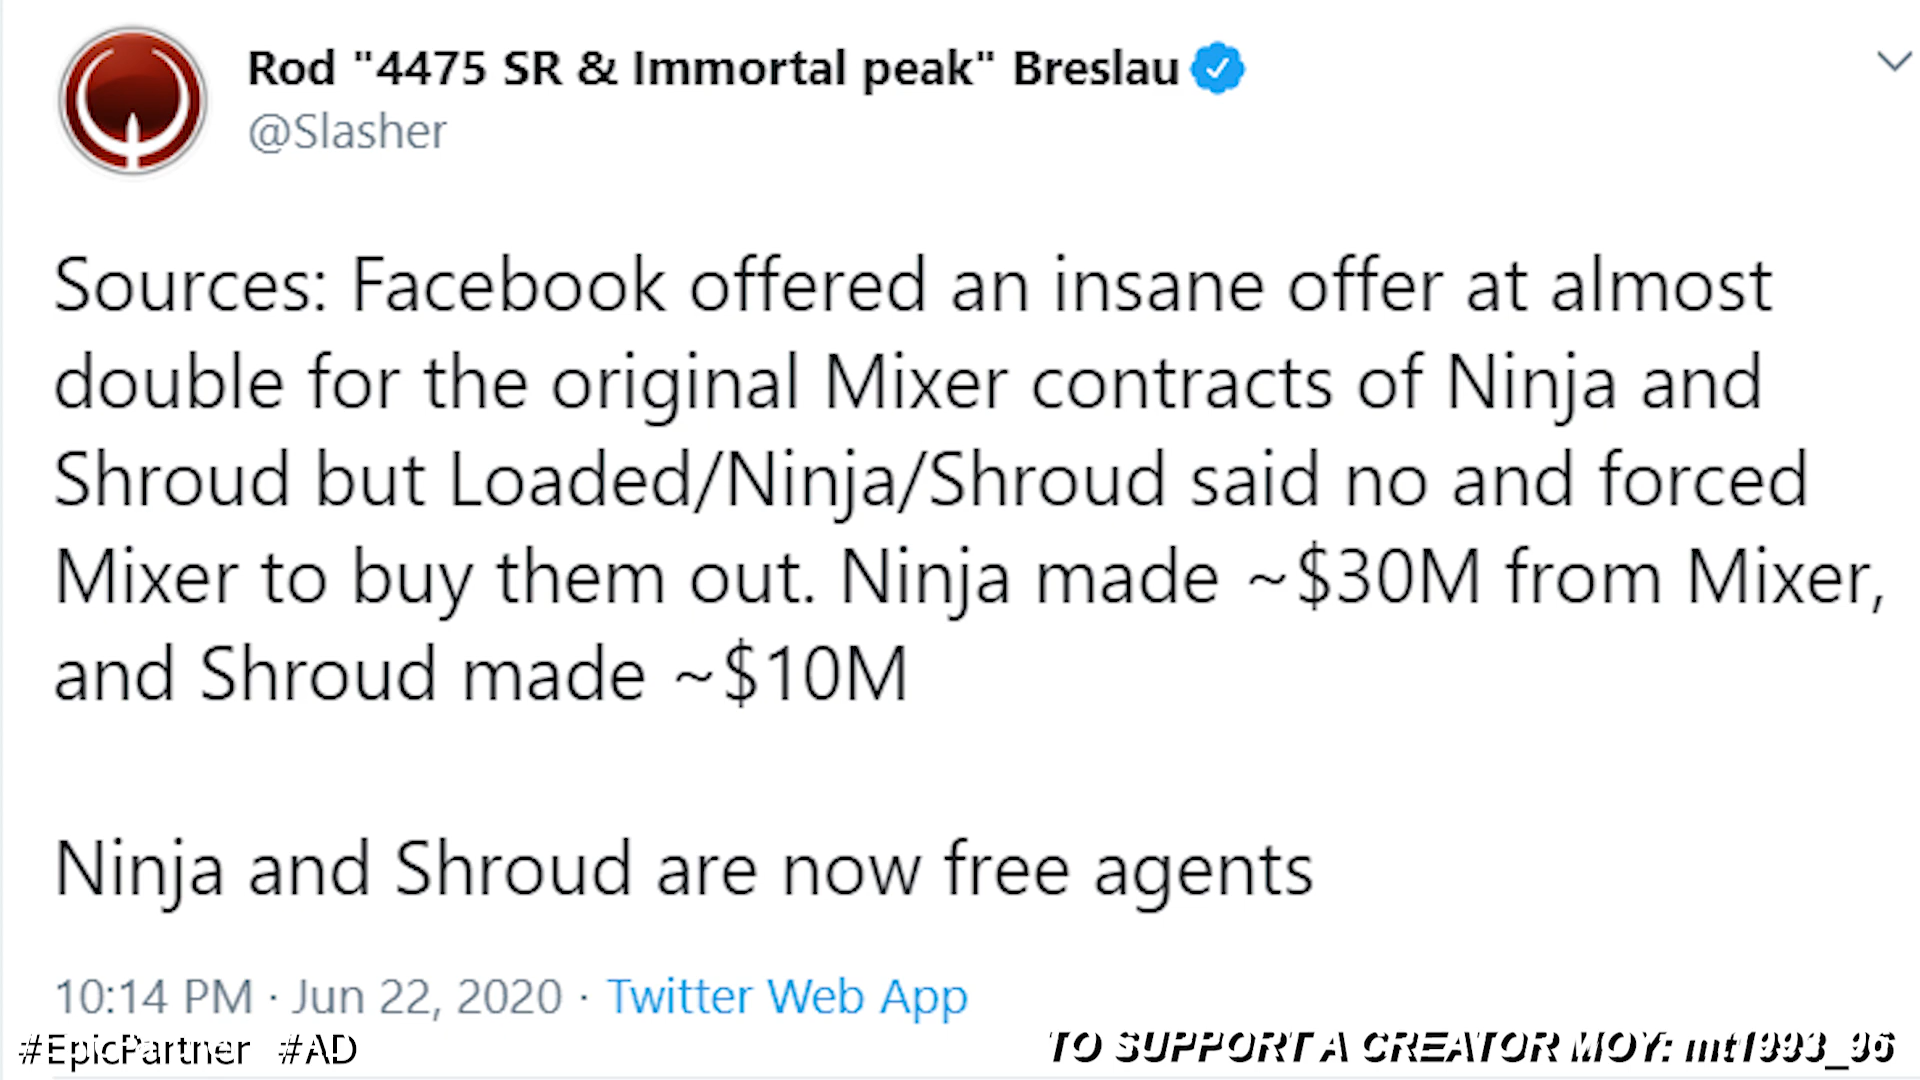 Rod "4475 SR & Immortal peak" Breslau
@Slasher
Sources: Facebook offered an insane offer at almost
double for the original Mixer contracts of Ninja and
Shroud but Loaded/Ninja/Shroud said no and forced
Mixer to buy them out. Ninja made ~$30M from Mixer,
and Shroud made ~$10M
Ninja and Shroud are now free agents
10:14 PM · Jun 22, 2020 · Twitter Web App
#EpicPartner #AD
TO SUPPORT A CREATOR MOY: mt1993_96